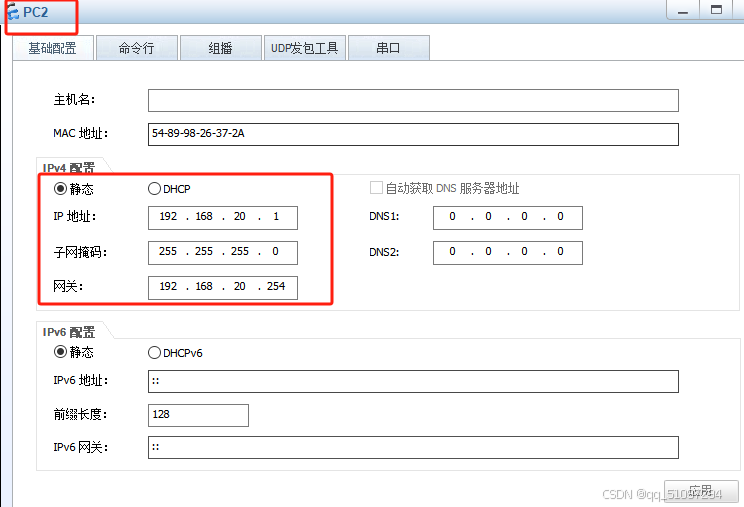 PC2
基础配置 命令行 组播 UDP发包工具 串口
主机名：
MAC 地址： 54-89-98-26-37-2A
IPv4 配置
静态 DHCP 自动获取 DNS 服务器地址
IP 地址： 192 . 168 . 20 . 1 DNS1: 0 . 0 . 0 . 0
子网掩码： 255 . 255 . 255 . 0 DNS2: 0 . 0 . 0 . 0
网关： 192 . 168 . 20 . 254
IPv6 配置
静态 DHCPv6
IPv6 地址： ::
前缀长度： 128
IPv6 网关： ::
应用